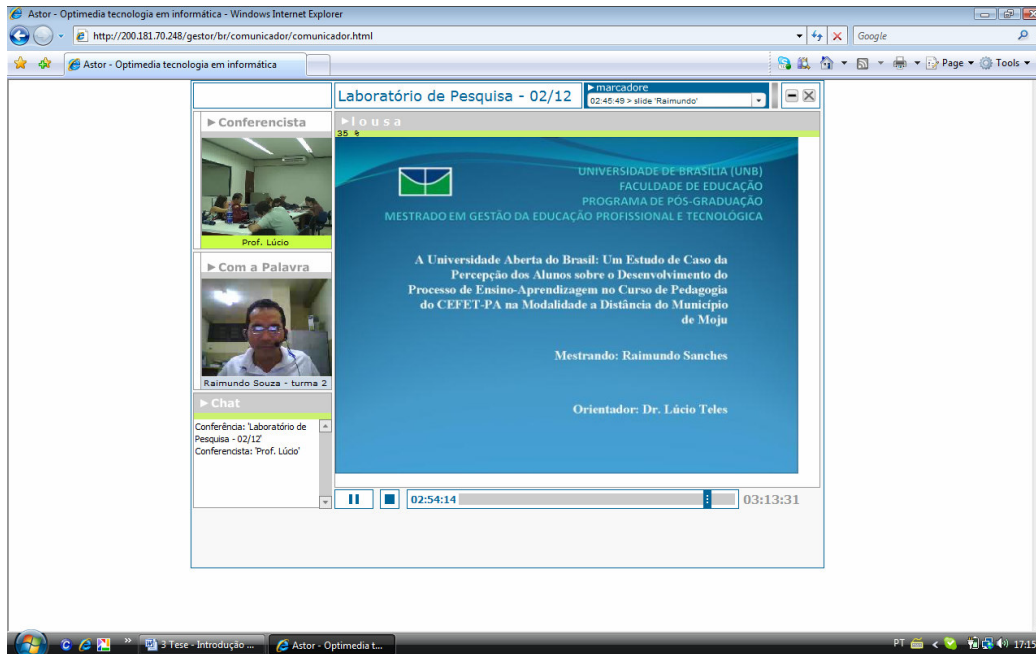 Astor - Optimedia tecnologia em informática - Windows Internet Explorer
http://200.181.70.248/gestor/br/comunicador/comunicador.html
Google
Astor - Optimedia tecnologia em informática
Page
Tools
Laboratório de Pesquisa - 02/12
marcadore
02:45:49 > slide 'Raimundo'
Conferencista
Prof. Lúcio
Com a Palavra
Raimundo Souza - turma 2
Chat
Conferência: 'Laboratório de
Pesquisa - 02/12'
Conferencista: 'Prof. Lúcio'
lousa
35 %
UNIVERSIDADE DE BRASÍLIA (UNB)
FACULDADE DE EDUCAÇÃO
PROGRAMA DE PÓS-GRADUAÇÃO
MESTRADO EM GESTÃO DA EDUCAÇÃO PROFISSIONAL E TECNOLÓGICA
A Universidade Aberta do Brasil: Um Estudo de Caso da
Percepção dos Alunos sobre o Desenvolvimento do
Processo de Ensino-Aprendizagem no Curso de Pedagogia
do CEFET-PA na Modalidade a Distância do Município
de Moju
Mestrando: Raimundo Sanches
Orientador: Dr. Lúcio Teles
02:54:14
03:13:31
3 Tese - Introdução ...
Astor - Optimedia t...
PT
17:15